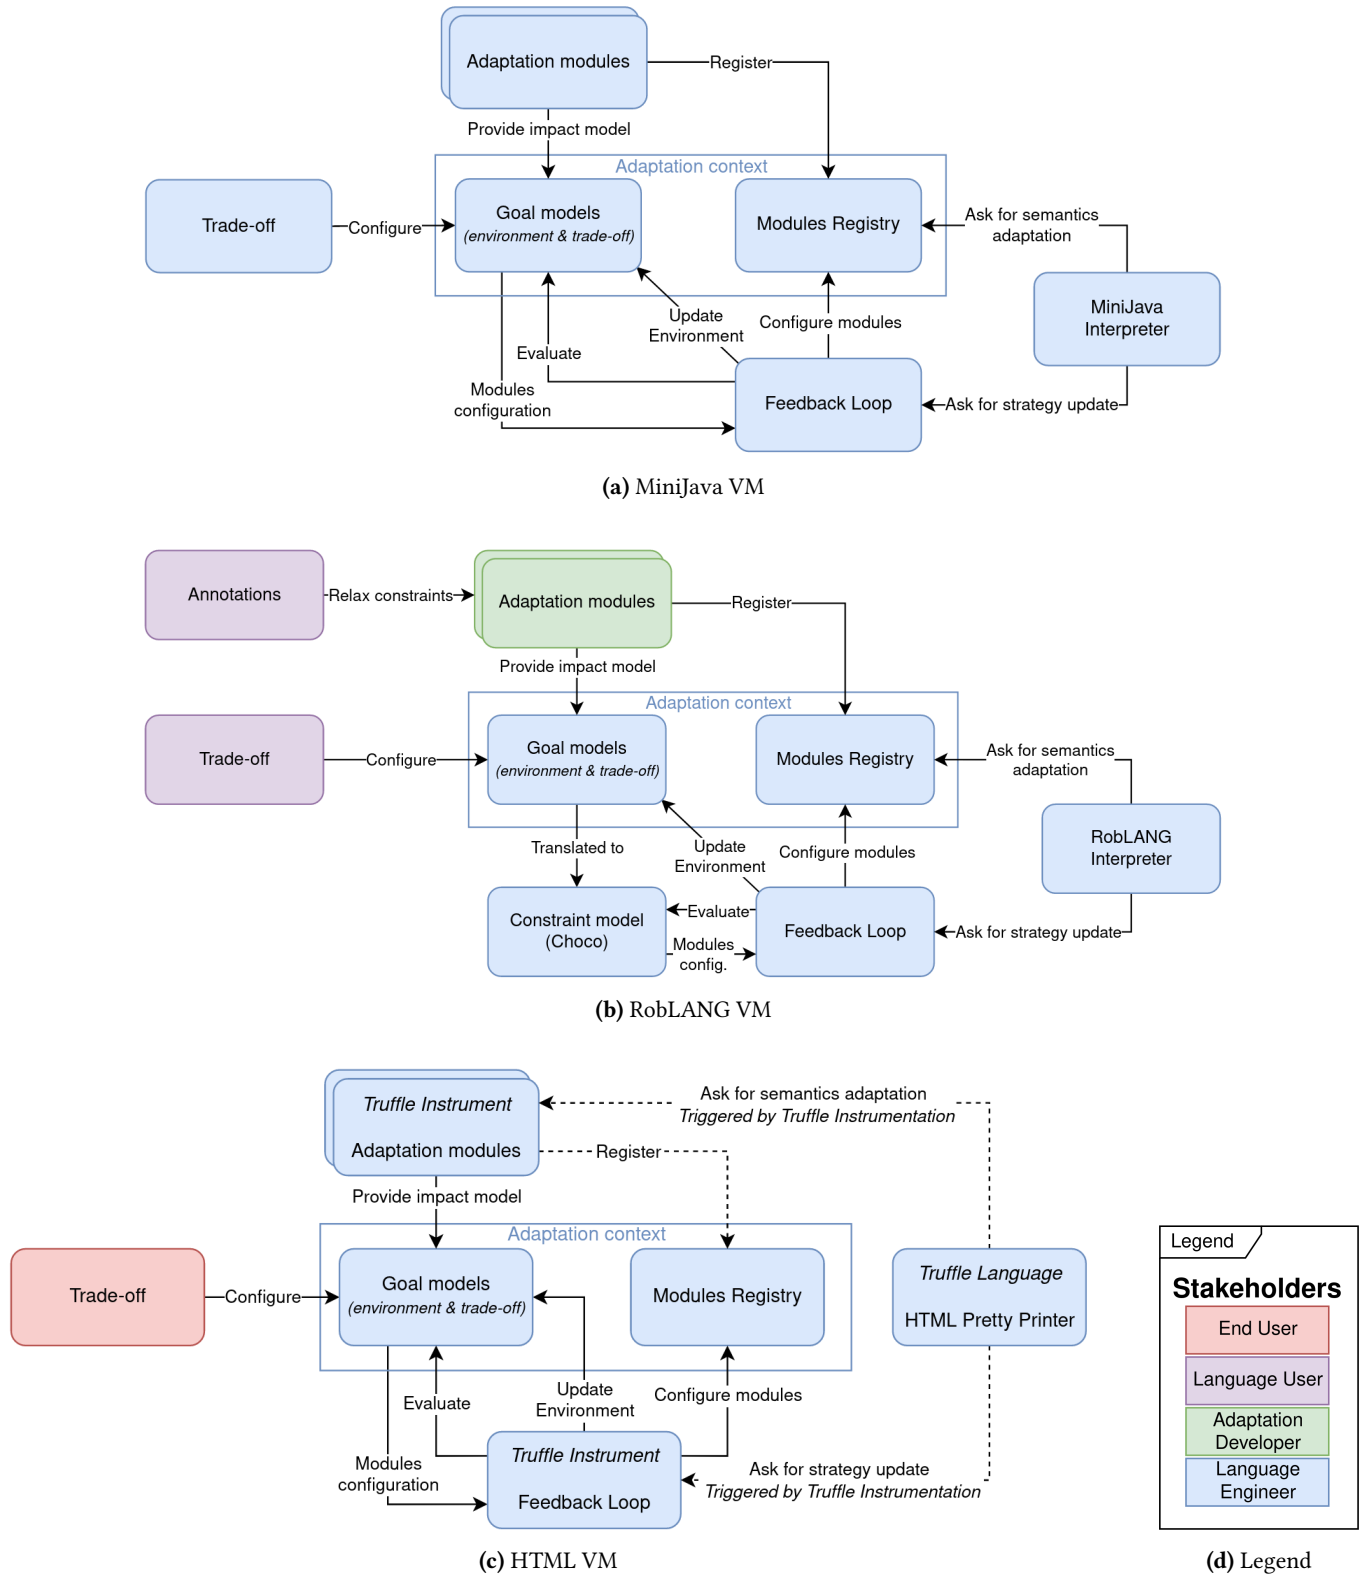 Adaptation modules
Register
Provide impact model
Adaptation context
Trade-off
Configure
Goal models
(environment & trade-off)
Modules Registry
Ask for semantics
adaptation
MiniJava
Interpreter
Update
Environment
Configure modules
Evaluate
Modules
configuration
Feedback Loop
Ask for strategy update
(a) MiniJava VM
Annotations
Relax constraints
Adaptation modules
Register
Provide impact model
Adaptation context
Trade-off
Configure
Goal models
(environment & trade-off)
Modules Registry
Ask for semantics
adaptation
RobLANG
Interpreter
Translated to
Update
Environment
Configure modules
Constraint model
(Choco)
Evaluate
Modules
config.
Feedback Loop
Ask for strategy update
(b) RobLANG VM
Truffle Instrument
Adaptation modules
Ask for semantics adaptation
Triggered by Truffle Instrumentation
Register
Provide impact model
Adaptation context
Trade-off
Configure
Goal models
(environment & trade-off)
Modules Registry
Truffle Language
HTML Pretty Printer
Evaluate
Update
Environment
Configure modules
Modules
configuration
Truffle Instrument
Feedback Loop
Ask for strategy update
Triggered by Truffle Instrumentation
(c) HTML VM
Legend
Stakeholders
End User
Language User
Adaptation
Developer
Language
Engineer
(d) Legend